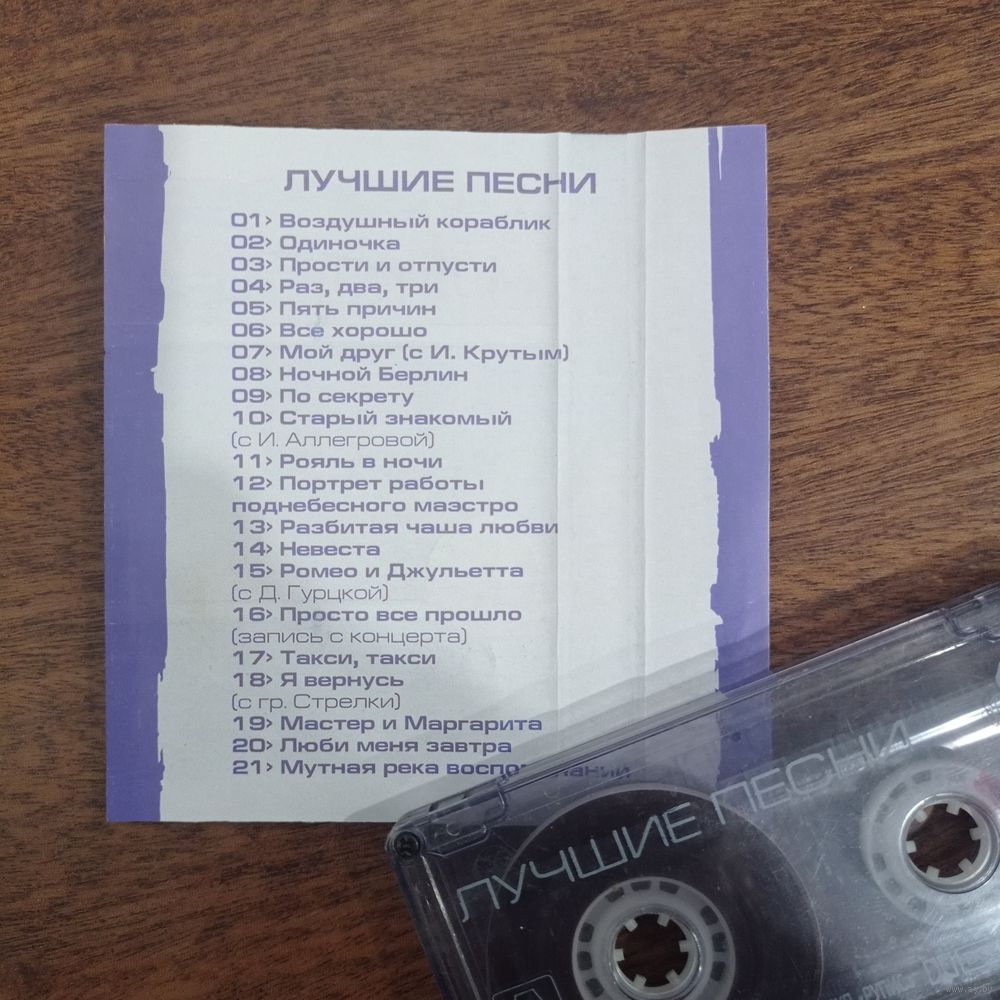 ЛУЧШИЕ ПЕСНИ
01› Воздушный кораблик
02› Одиночка
03› Прости и отпусти
04› Раз, два, три
05› Пять причин
06› Все хорошо
07› Мой друг (с И. Крутым)
08› Ночной Берлин
09› По секрету
10› Старый знакомый
(с И. Аллегровой)
11› Рояль в ночи
12› Портрет работы
поднебесного маэстро
13› Разбитая чаша любви
14› Невеста
15› Ромео и Джульетта
(с Д. Гурцкой)
16› Просто все прошло
(запись с концерта)
17› Такси, такси
18› Я вернусь
(с гр. Стрелки)
19› Мастер и Маргарита
20› Люби меня завтра
21› Мутная река воспоминаний
ЛУЧШИЕ ПЕСНИ
www.ay.by